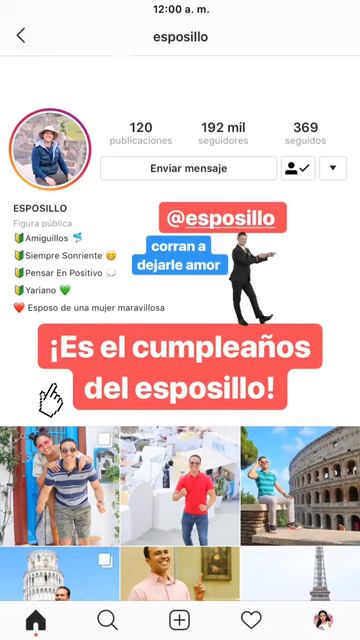 12:00 a. m.
esposillo
120 192 mil 369
publicaciones seguidores seguidos
Enviar mensaje
ESPOSILLO
Figura pública
🔰Amiguillos 🐬
🔰Siempre Sonriente 😄
🔰Pensar En Positivo 💭
🔰Yariano 💚
❤️ Esposo de una mujer maravillosa
@esposillo
corran a
dejarle amor
¡Es el cumpleaños
del esposillo!